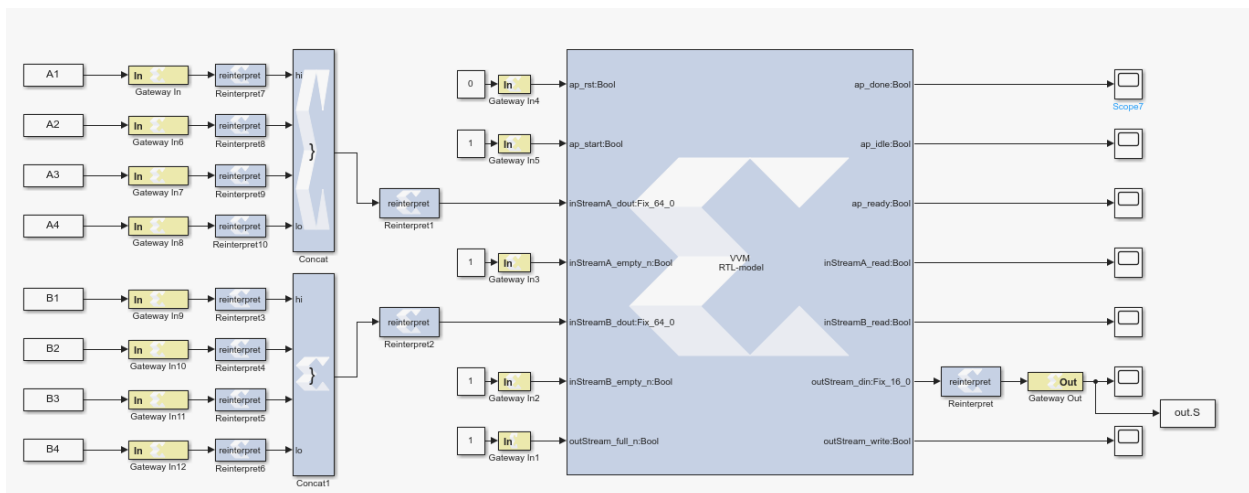 A1
In
Gateway In
reinterpret
Reinterpret7
hi
A2
In
Gateway In6
reinterpret
Reinterpret8
A3
In
Gateway In7
reinterpret
Reinterpret9
A4
In
Gateway In8
reinterpret
Reinterpret10
lo
}
Concat
reinterpret
Reinterpret1
B1
In
Gateway In9
reinterpret
Reinterpret3
hi
B2
In
Gateway In10
reinterpret
Reinterpret4
B3
In
Gateway In11
reinterpret
Reinterpret5
B4
In
Gateway In12
reinterpret
Reinterpret6
lo
}
Concat1
reinterpret
Reinterpret2
0
In
Gateway In4
1
In
Gateway In5
1
In
Gateway In3
1
In
Gateway In2
1
In
Gateway In1
ap_rst:Bool
ap_start:Bool
inStreamA_dout:Fix_64_0
inStreamA_empty_n:Bool
inStreamB_dout:Fix_64_0
inStreamB_empty_n:Bool
outStream_full_n:Bool
VVM
RTL-model
ap_done:Bool
ap_idle:Bool
ap_ready:Bool
inStreamA_read:Bool
inStreamB_read:Bool
outStream_din:Fix_16_0
outStream_write:Bool
Scope7
reinterpret
Reinterpret
Out
Gateway Out
out.S